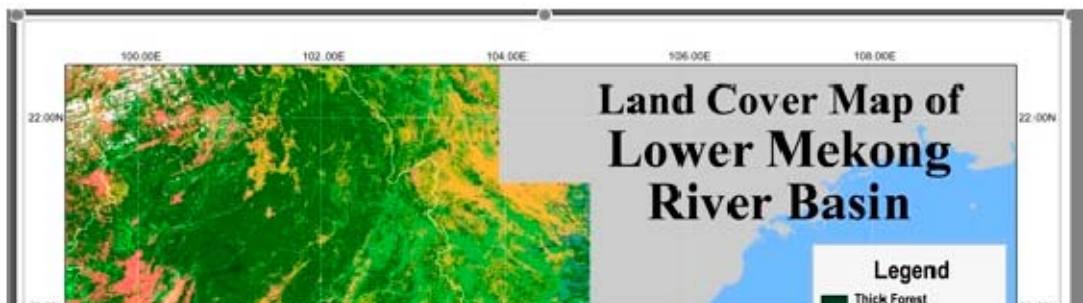 100.00E 102.00E 104.00E 106.00E 108.00E
22.00N 22.00N
Land Cover Map of
Lower Mekong
River Basin
Legend
Thick Forest